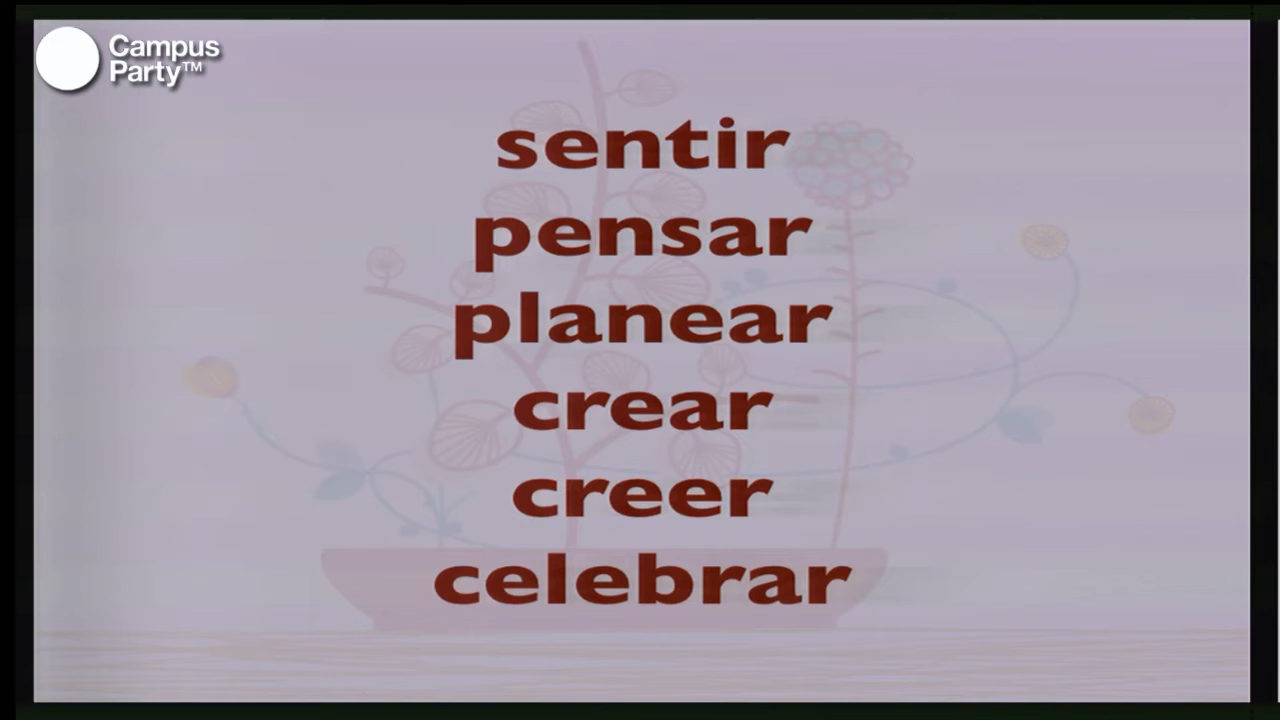 Campus
Party™
sentir
pensar
planear
crear
creer
celebrar